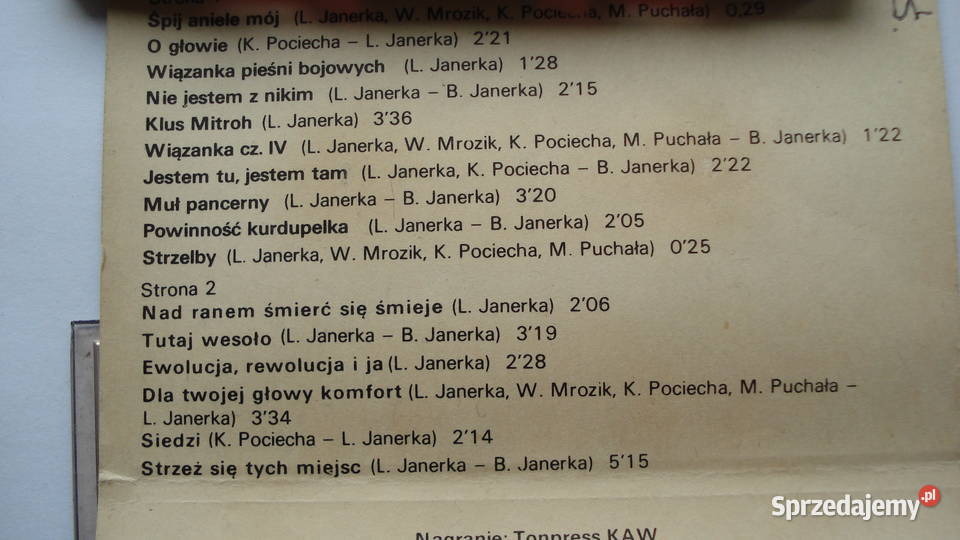 Strona 1
Śpij aniele mój (L. Janerka, W. Mrozik, K. Pociecha, M. Puchała) 0,29
O głowie (K. Pociecha – L. Janerka) 2'21
Wiązanka pieśni bojowych (L. Janerka) 1'28
Nie jestem z nikim (L. Janerka – B. Janerka) 2'15
Klus Mitroh (L. Janerka) 3'36
Wiązanka cz. IV (L. Janerka, W. Mrozik, K. Pociecha, M. Puchała – B. Janerka) 1'22
Jestem tu, jestem tam (L. Janerka, K. Pociecha – B. Janerka) 2'22
Muł pancerny (L. Janerka – B. Janerka) 3'20
Powinność kurdupelka (L. Janerka – B. Janerka) 2'05
Strzelby (L. Janerka, W. Mrozik, K. Pociecha, M. Puchała) 0'25
Strona 2
Nad ranem śmierć się śmieje (L. Janerka) 2'06
Tutaj wesoło (L. Janerka – B. Janerka) 3'19
Ewolucja, rewolucja i ja (L. Janerka) 2'28
Dla twojej głowy komfort (L. Janerka, W. Mrozik, K. Pociecha, M. Puchała –
L. Janerka) 3'34
Siedzi (K. Pociecha – L. Janerka) 2'14
Strzeż się tych miejsc (L. Janerka – B. Janerka) 5'15
Nagranie: Tonpress KAW
Sprzedajemy.pl